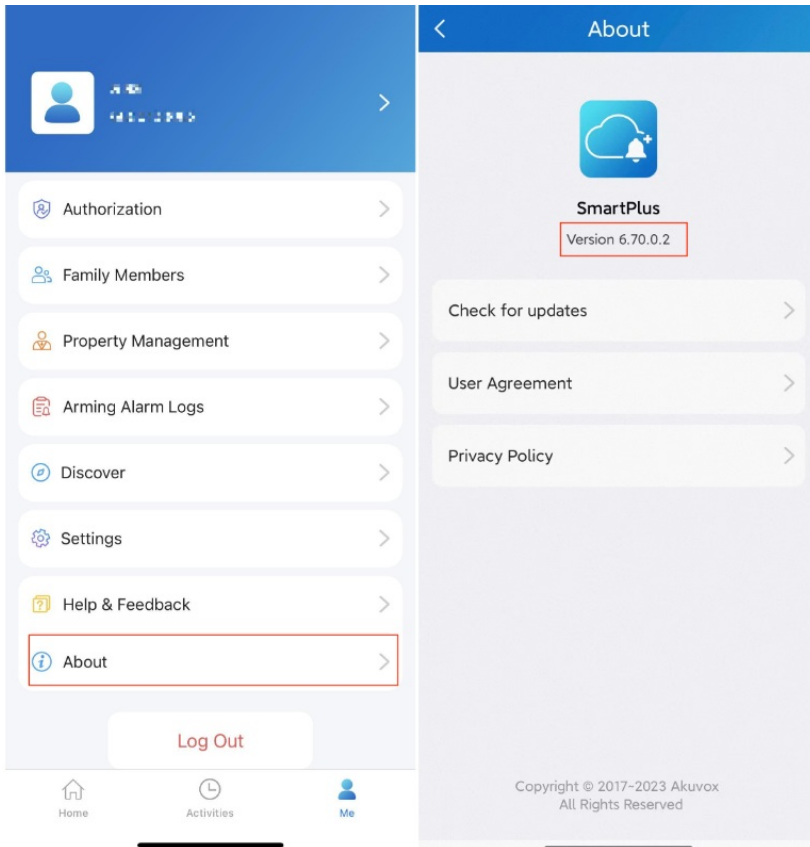 Authorization
Family Members
Property Management
Arming Alarm Logs
Discover
Settings
Help & Feedback
About
Log Out
Home
Activities
Me
About
SmartPlus
Version 6.70.0.2
Check for updates
User Agreement
Privacy Policy
Copyright © 2017-2023 Akuvox
All Rights Reserved